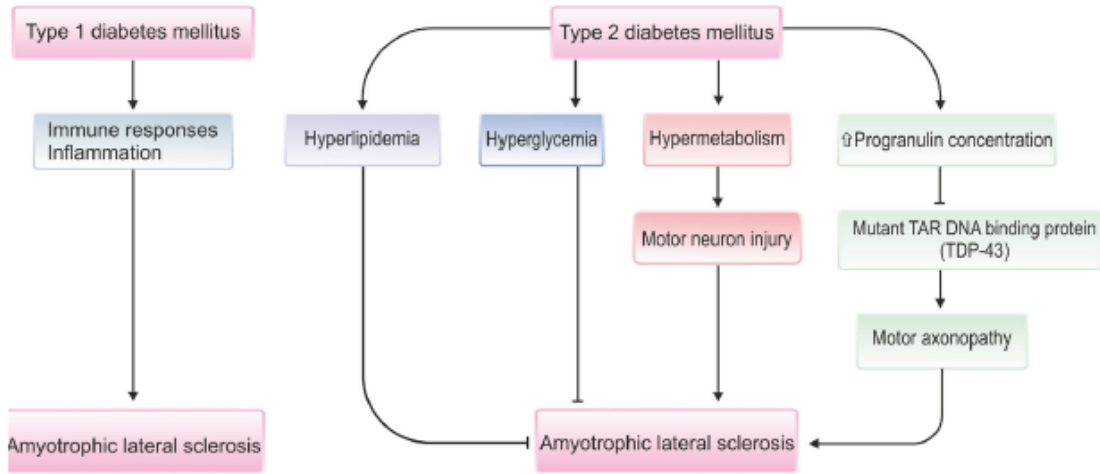 Type 1 diabetes mellitus
Type 2 diabetes mellitus
Immune responses
Inflammation
Hyperlipidemia
Hyperglycemia
Hypermetabolism
⇧Progranulin concentration
Motor neuron injury
Mutant TAR DNA binding protein
(TDP-43)
Motor axonopathy
Amyotrophic lateral sclerosis
Amyotrophic lateral sclerosis